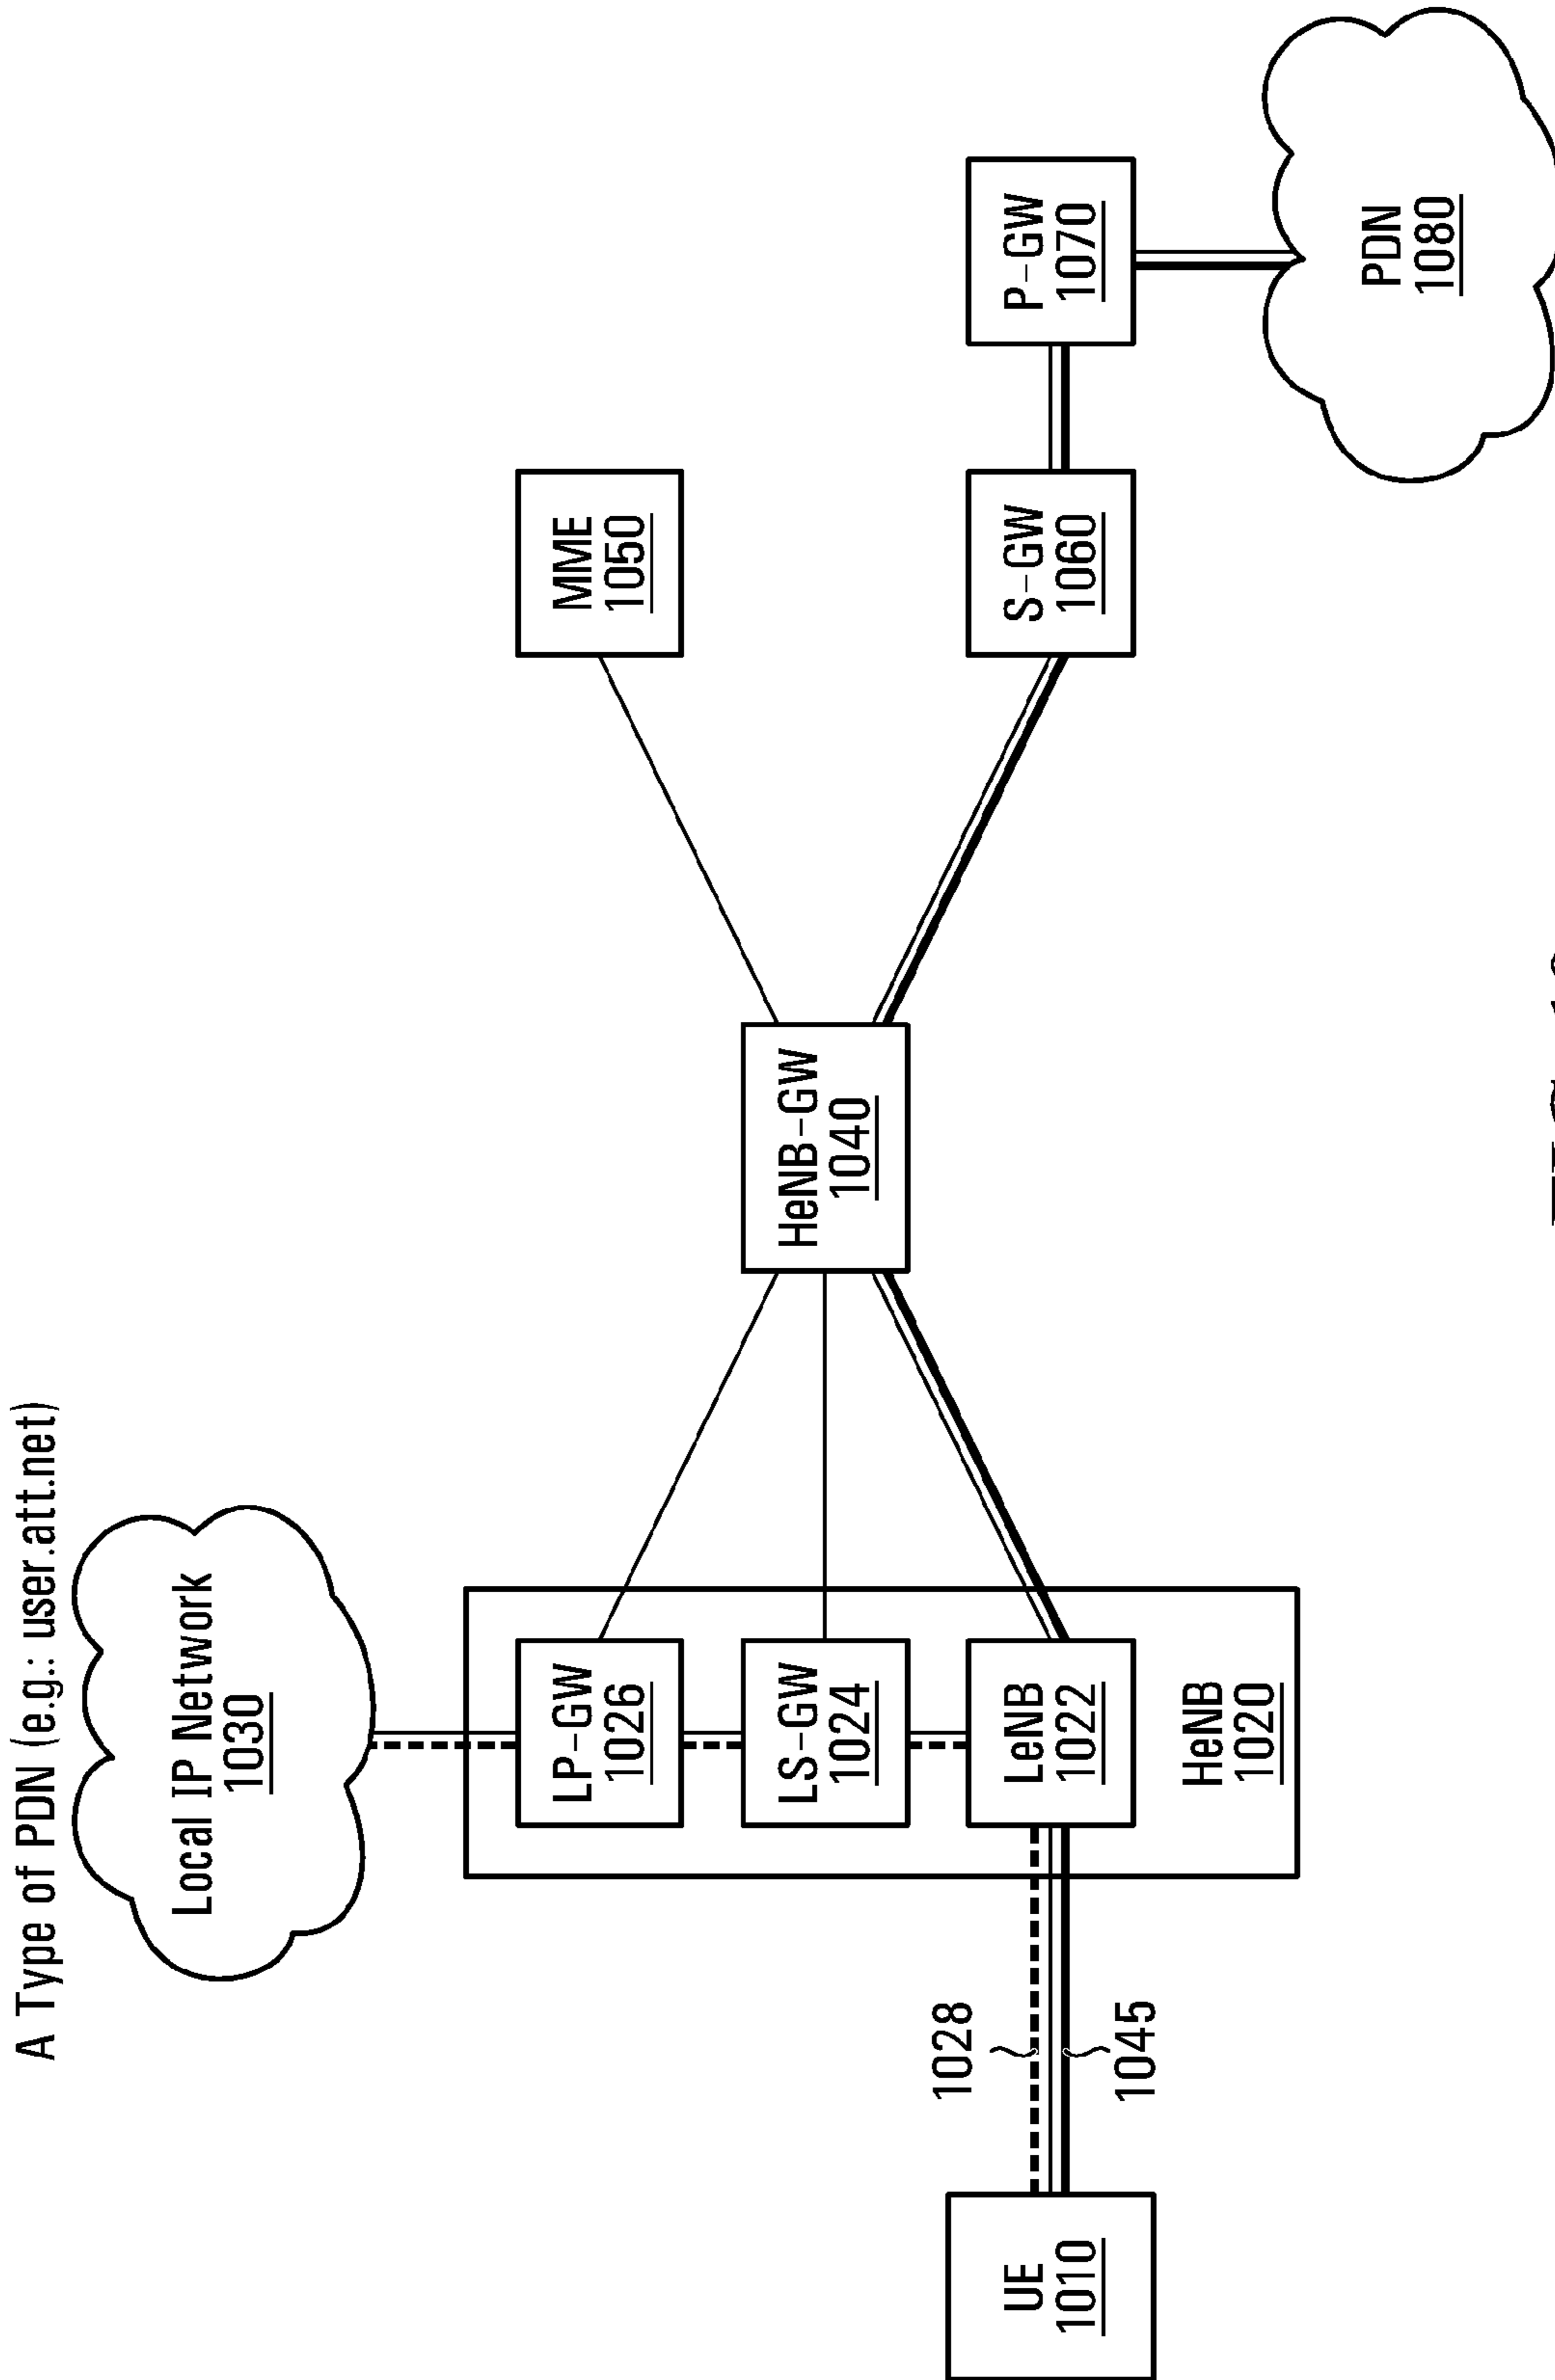 A Type of PDN (e.g.: user.att.net)
Local IP Network
1030
LP-GW
1026
LS-GW
1024
LeNB
1022
HeNB
1020
1028
1045
UE
1010
HeNB-GW
1040
MME
1050
S-GW
1060
P-GW
1070
PDN
1080